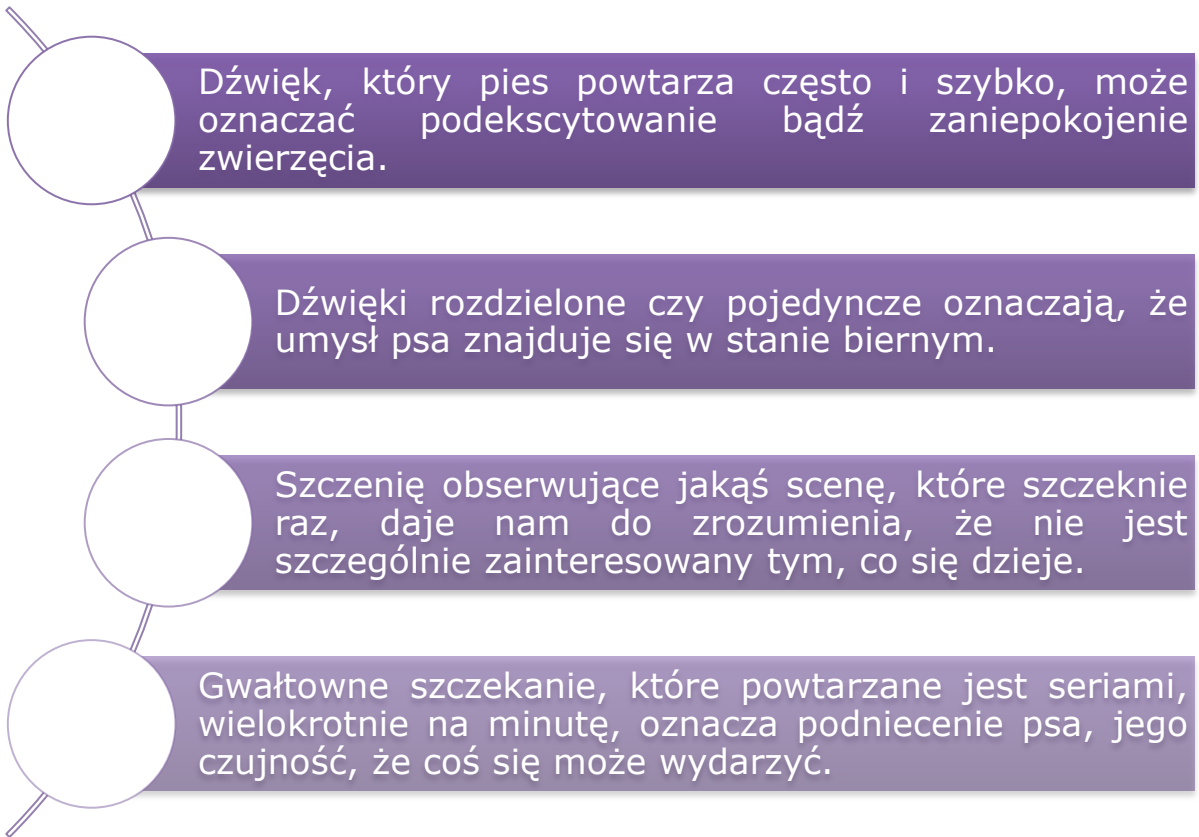 Dźwięk, który pies powtarza często i szybko, może
oznaczać podekscytowanie bądź zaniepokojenie
zwierzęcia.
Dźwięki rozdzielone czy pojedyncze oznaczają, że
umysł psa znajduje się w stanie biernym.
Szczenię obserwujące jakąś scenę, które szczeknie
raz, daje nam do zrozumienia, że nie jest
szczególnie zainteresowany tym, co się dzieje.
Gwałtowne szczekanie, które powtarzane jest seriami,
wielokrotnie na minutę, oznacza podniecenie psa, jego
czujność, że coś się może wydarzyć.